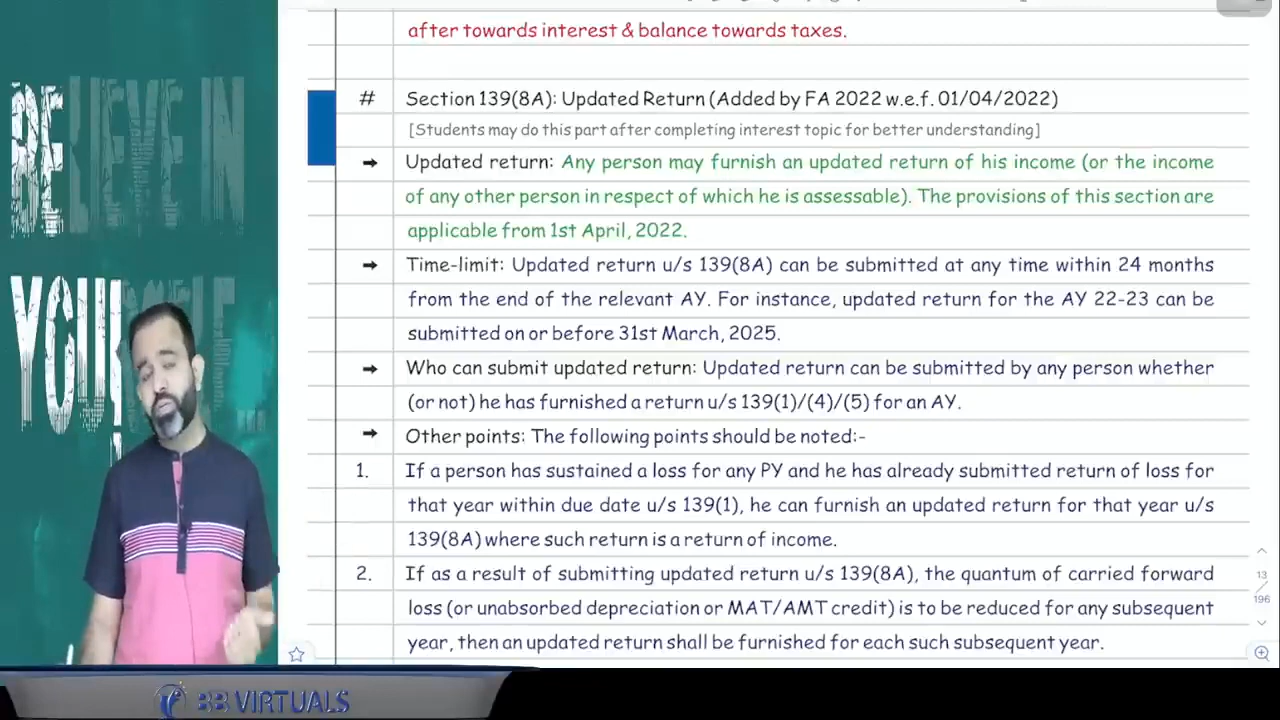 after towards interest & balance towards taxes.
# Section 139(8A): Updated Return (Added by FA 2022 w.e.f. 01/04/2022)
[Students may do this part after completing interest topic for better understanding]
→ Updated return: Any person may furnish an updated return of his income (or the income
of any other person in respect of which he is assessable). The provisions of this section are
applicable from 1st April, 2022.
→ Time-limit: Updated return u/s 139(8A) can be submitted at any time within 24 months
from the end of the relevant AY. For instance, updated return for the AY 22-23 can be
submitted on or before 31st March, 2025.
→ Who can submit updated return: Updated return can be submitted by any person whether
(or not) he has furnished a return u/s 139(1)/(4)/(5) for an AY.
→ Other points: The following points should be noted:-
1. If a person has sustained a loss for any PY and he has already submitted return of loss for
that year within due date u/s 139(1), he can furnish an updated return for that year u/s
139(8A) where such return is a return of income.
2. If as a result of submitting updated return u/s 139(8A), the quantum of carried forward
loss (or unabsorbed depreciation or MAT/AMT credit) is to be reduced for any subsequent
year, then an updated return shall be furnished for each such subsequent year.
13
/
196
BELIEVE IN
BB VIRTUALS